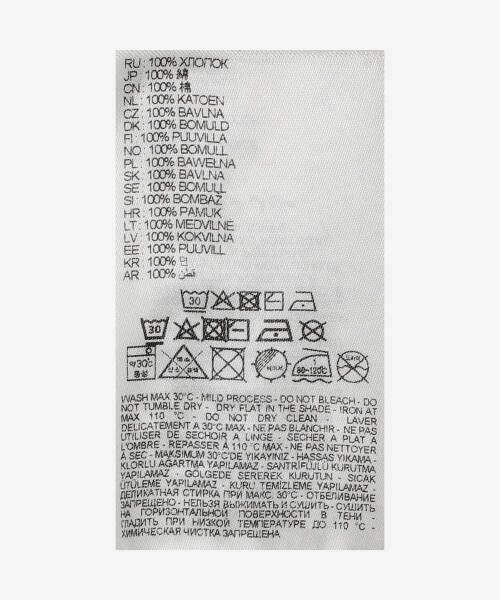 RU : 100% ХЛОПОК
JP : 100% 綿
CN : 100% 棉
NL : 100% KATOEN
CZ : 100% BAVLNA
DK : 100% BOMULD
FI : 100% PUUVILLA
NO : 100% BOMULL
PL : 100% BAWEŁNA
SK : 100% BAVLNA
SE : 100% BOMULL
SI : 100% BOMBAŽ
HR : 100% PAMUK
LT : 100% MEDVILNĖ
LV : 100% KOKVILNA
EE : 100% PUUVILL
KR : 100% 면
AR : 100% قطن
30
30
약30℃ 80-120℃
WASH MAX 30°C - MILD PROCESS - DO NOT BLEACH - DO
NOT TUMBLE DRY - DRY FLAT IN THE SHADE - IRON AT
MAX 110 °C - DO NOT DRY CLEAN - LAVER
DELICATEMENT A 30°C MAX - NE PAS BLANCHIR - NE PAS
UTILISER DE SECHOIR A LINGE - SECHER A PLAT A
L'OMBRE - REPASSER A 110 °C MAX - NE PAS NETTOYER
A SEC - MAKSIMUM 30°C'DE YIKAYINIZ - HASSAS YIKAMA -
KLORLU AĞARTMA YAPILAMAZ - SANTRİFÜJLÜ KURUTMA
YAPILAMAZ - GÖLGEDE SEREREK KURUTUN - SICAK
ÜTÜLEME YAPILAMAZ - KURU TEMİZLEME YAPILAMAZ -
ДЕЛИКАТНАЯ СТИРКА ПРИ МАКС. 30°C - ОТБЕЛИВАНИЕ
ЗАПРЕЩЕНО - НЕЛЬЗЯ ВЫЖИМАТЬ И СУШИТЬ - СУШИТЬ
НА ГОРИЗОНТАЛЬНОЙ ПОВЕРХНОСТИ В ТЕНИ -
ГЛАДИТЬ ПРИ НИЗКОЙ ТЕМПЕРАТУРЕ ДО 110 °C -
ХИМИЧЕСКАЯ ЧИСТКА ЗАПРЕЩЕНА